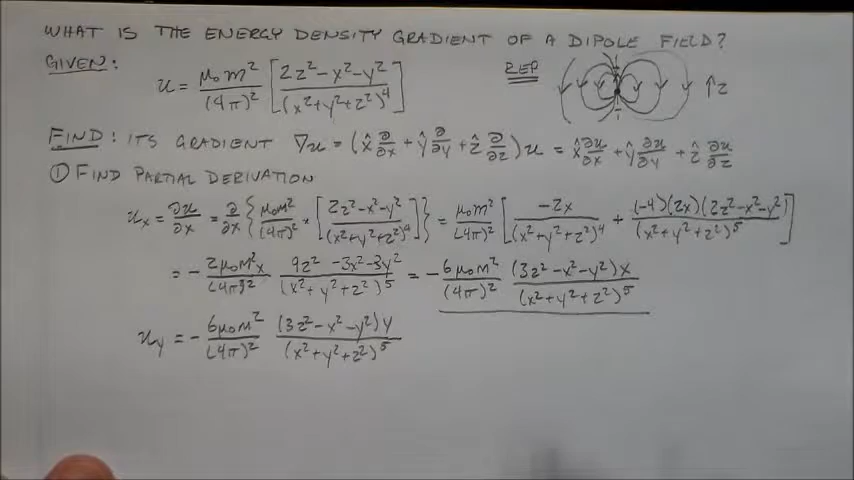 WHAT IS THE ENERGY DENSITY GRADIENT OF A DIPOLE FIELD?
GIVEN: u = μ₀m²/(4π)² [ (2z²-x²-y²)/(x²+y²+z²)⁴ ] REP ↑z
FIND: ITS GRADIENT ∇u = (x̂ ∂/∂x + ŷ ∂/∂y + ẑ ∂/∂z)u = x̂ ∂u/∂x + ŷ ∂u/∂y + ẑ ∂u/∂z
① FIND PARTIAL DERIVATION
u_x = ∂u/∂x = ∂/∂x { μ₀m²/(4π)² × [ (2z²-x²-y²)/(x²+y²+z²)⁴ ] } = μ₀m²/(4π)² [ -2x/(x²+y²+z²)⁴ + (-4)(2x)(2z²-x²-y²)/(x²+y²+z²)⁵ ]
= - 2μ₀m²x/(4π)² (9z² -3x²-3y²)/(x²+y²+z²)⁵ = - 6μ₀m²/(4π)² (3z²-x²-y²)x/(x²+y²+z²)⁵
u_y = - 6μ₀m²/(4π)² (3z²-x²-y²)y/(x²+y²+z²)⁵